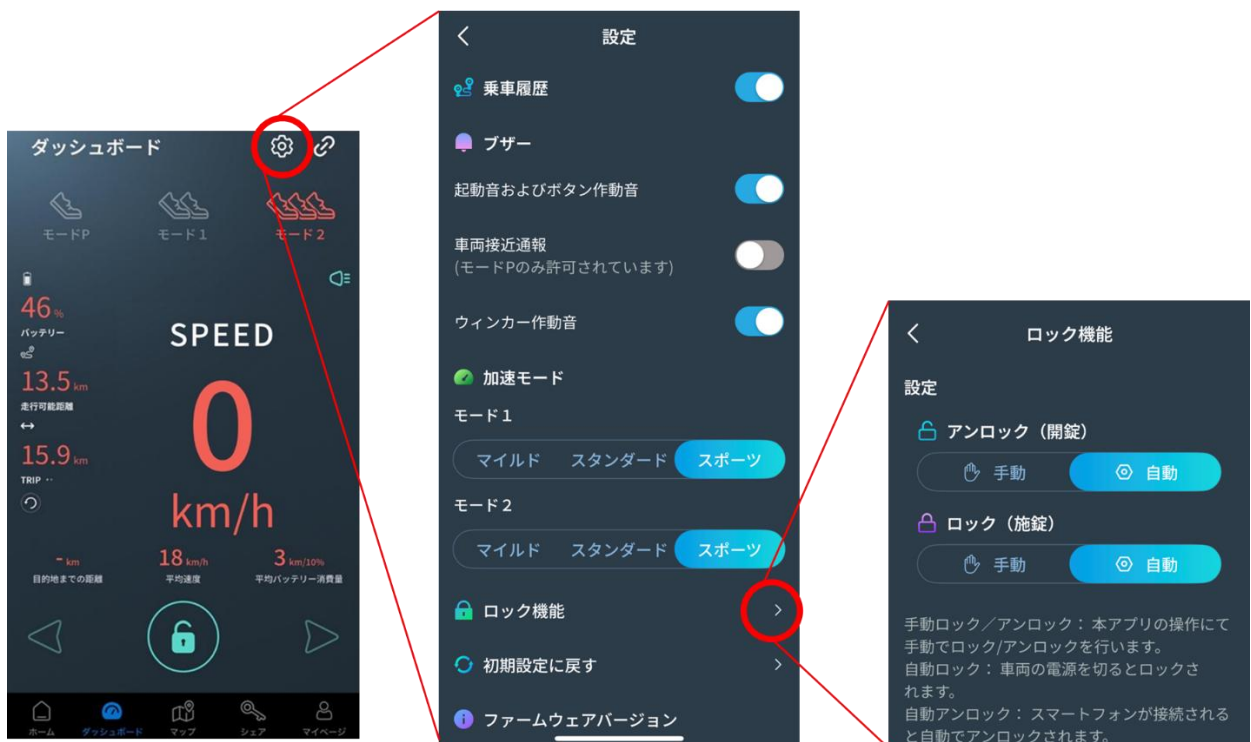 ダッシュボード
モードP
モード1
モード2
46%
バッテリー
13.5km
走行可能距離
15.9km
TRIP
SPEED
0
km/h
-km
目的地までの距離
18km/h
平均速度
3km/10%
平均バッテリー消費量
ホーム
ダッシュボード
マップ
シェア
マイページ
設定
乗車履歴
ブザー
起動音およびボタン作動音
車両接近通報
(モードPのみ許可されています)
ウィンカー作動音
加速モード
モード1
マイルド スタンダード スポーツ
モード2
マイルド スタンダード スポーツ
ロック機能
初期設定に戻す
ファームウェアバージョン
ロック機能
設定
アンロック（開錠）
手動 自動
ロック（施錠）
手動 自動
手動ロック／アンロック：本アプリの操作にて
手動でロック/アンロックを行います。
自動ロック：車両の電源を切るとロックさ
れます。
自動アンロック：スマートフォンが接続される
と自動でアンロックされます。